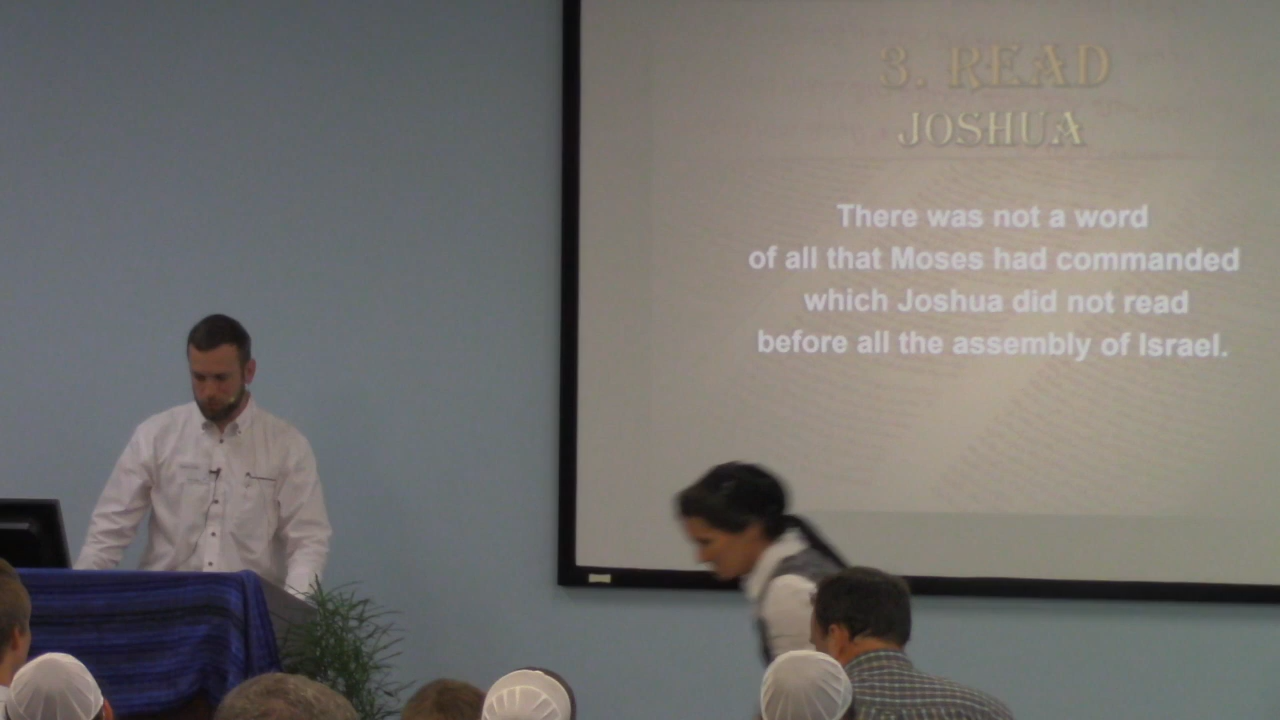 3. READ
JOSHUA
There was not a word
of all that Moses had commanded
which Joshua did not read
before all the assembly of Israel.